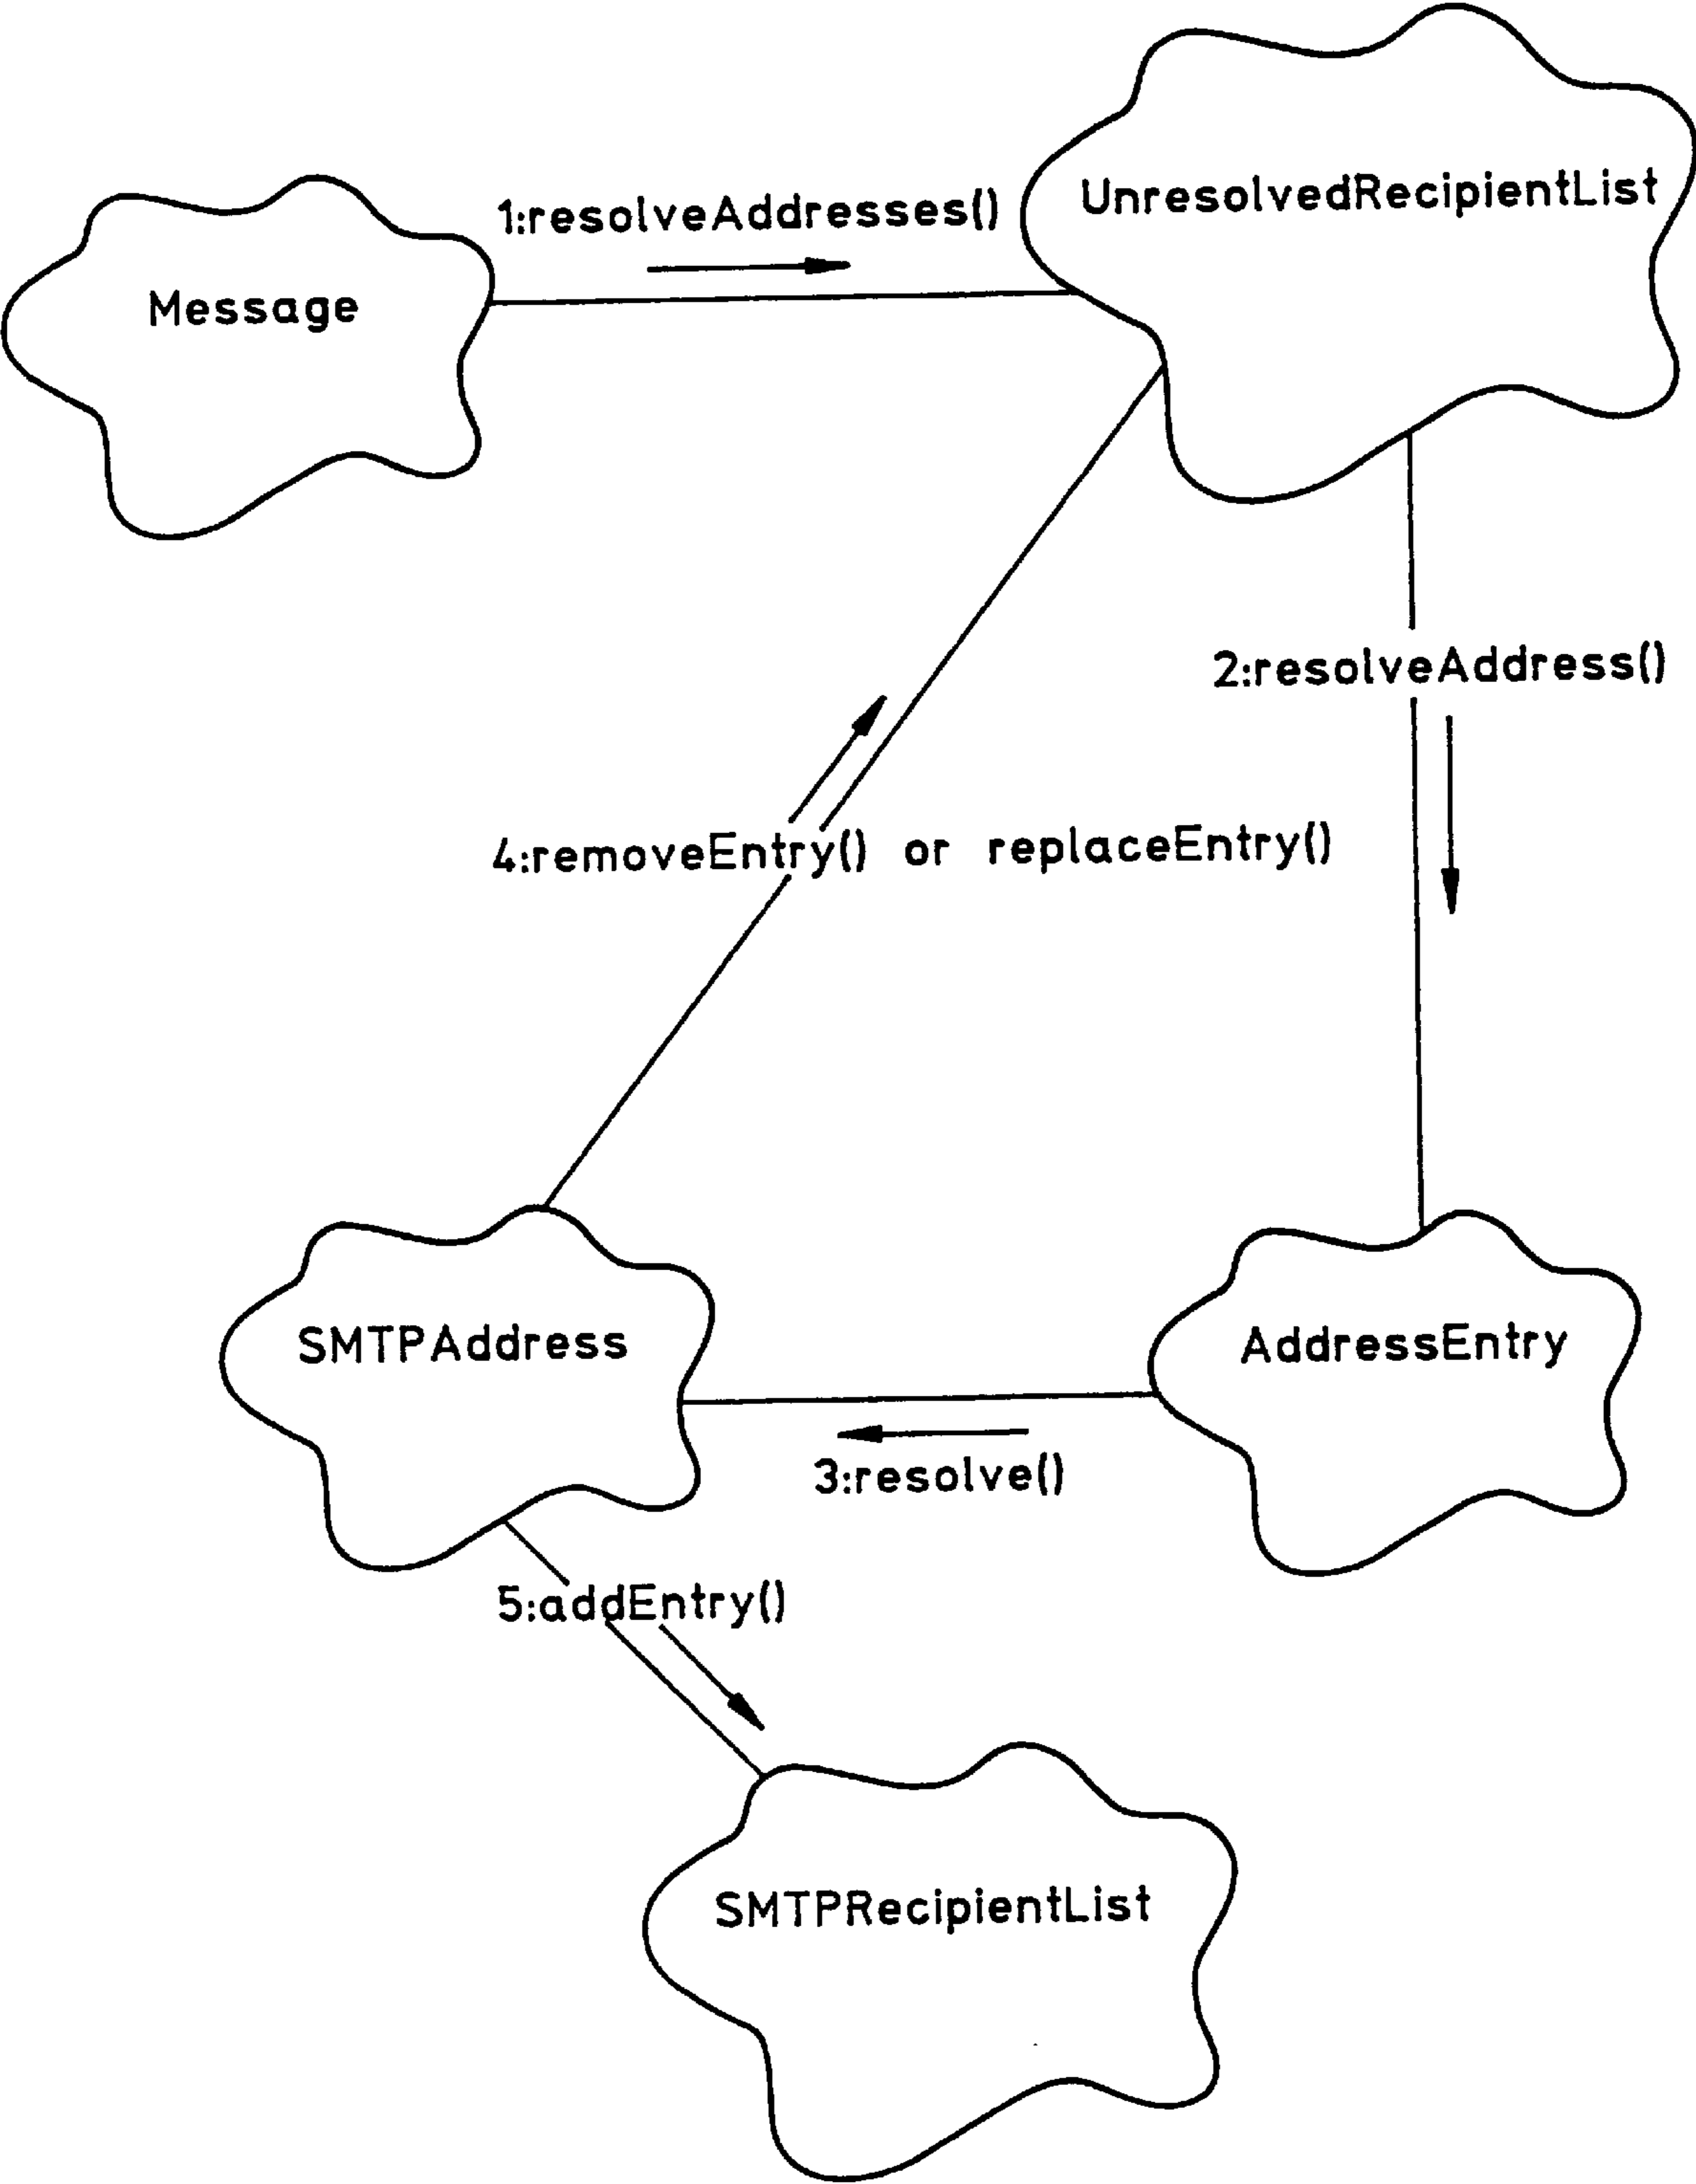 UnresolvedRecipientList
1:resolveAddresses()
Message
2:resolveAddress()
4:removeEntry() or replaceEntry()
SMTPAddress
AddressEntry
3:resolve()
5:addEntry()
SMTPRecipientList